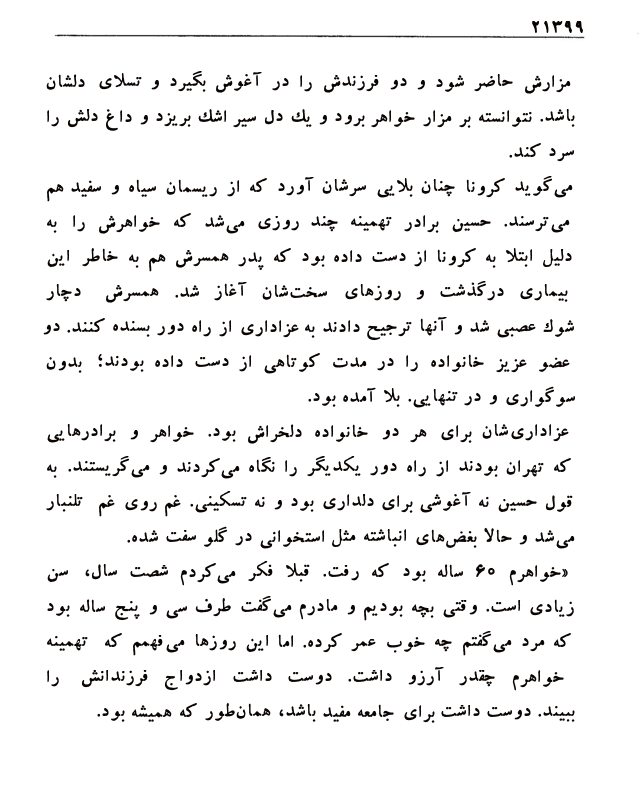 ۲۱۳۹۹
مزارش حاضر شود و دو فرزندش را در آغوش بگیرد و تسلای دلشان
باشد. نتوانسته بر مزار خواهر برود و یك دل سیر اشك بریزد و داغ دلش را
سرد کند.
می‌گوید کرونا چنان بلایی سرشان آورد که از ریسمان سیاه و سفید هم
می‌ترسند. حسین برادر تهمینه چند روزی می‌شد که خواهرش را به
دلیل ابتلا به کرونا از دست داده بود که پدر همسرش هم به خاطر این
بیماری درگذشت و روزهای سخت‌شان آغاز شد. همسرش دچار
شوك عصبی شد و آنها ترجیح دادند به عزاداری از راه دور بسنده کنند. دو
عضو عزیز خانواده را در مدت کوتاهی از دست داده بودند؛ بدون
سوگواری و در تنهایی. بلا آمده بود.
عزاداری‌شان برای هر دو خانواده دلخراش بود. خواهر و برادرهایی
که تهران بودند از راه دور یکدیگر را نگاه می‌کردند و می‌گریستند. به
قول حسین نه آغوشی برای دلداری بود و نه تسکینی. غم روی غم تلنبار
می‌شد و حالا بغض‌های انباشته مثل استخوانی در گلو سفت شده.
«خواهرم ۶۰ ساله بود که رفت. قبلا فکر می‌کردم شصت سال، سن
زیادی است. وقتی بچه بودیم و مادرم می‌گفت طرف سی و پنج ساله بود
که مرد می‌گفتم چه خوب عمر کرده. اما این روزها می‌فهمم که تهمینه
خواهرم چقدر آرزو داشت. دوست داشت ازدواج فرزندانش را
ببیند. دوست داشت برای جامعه مفید باشد، همان‌طور که همیشه بود.